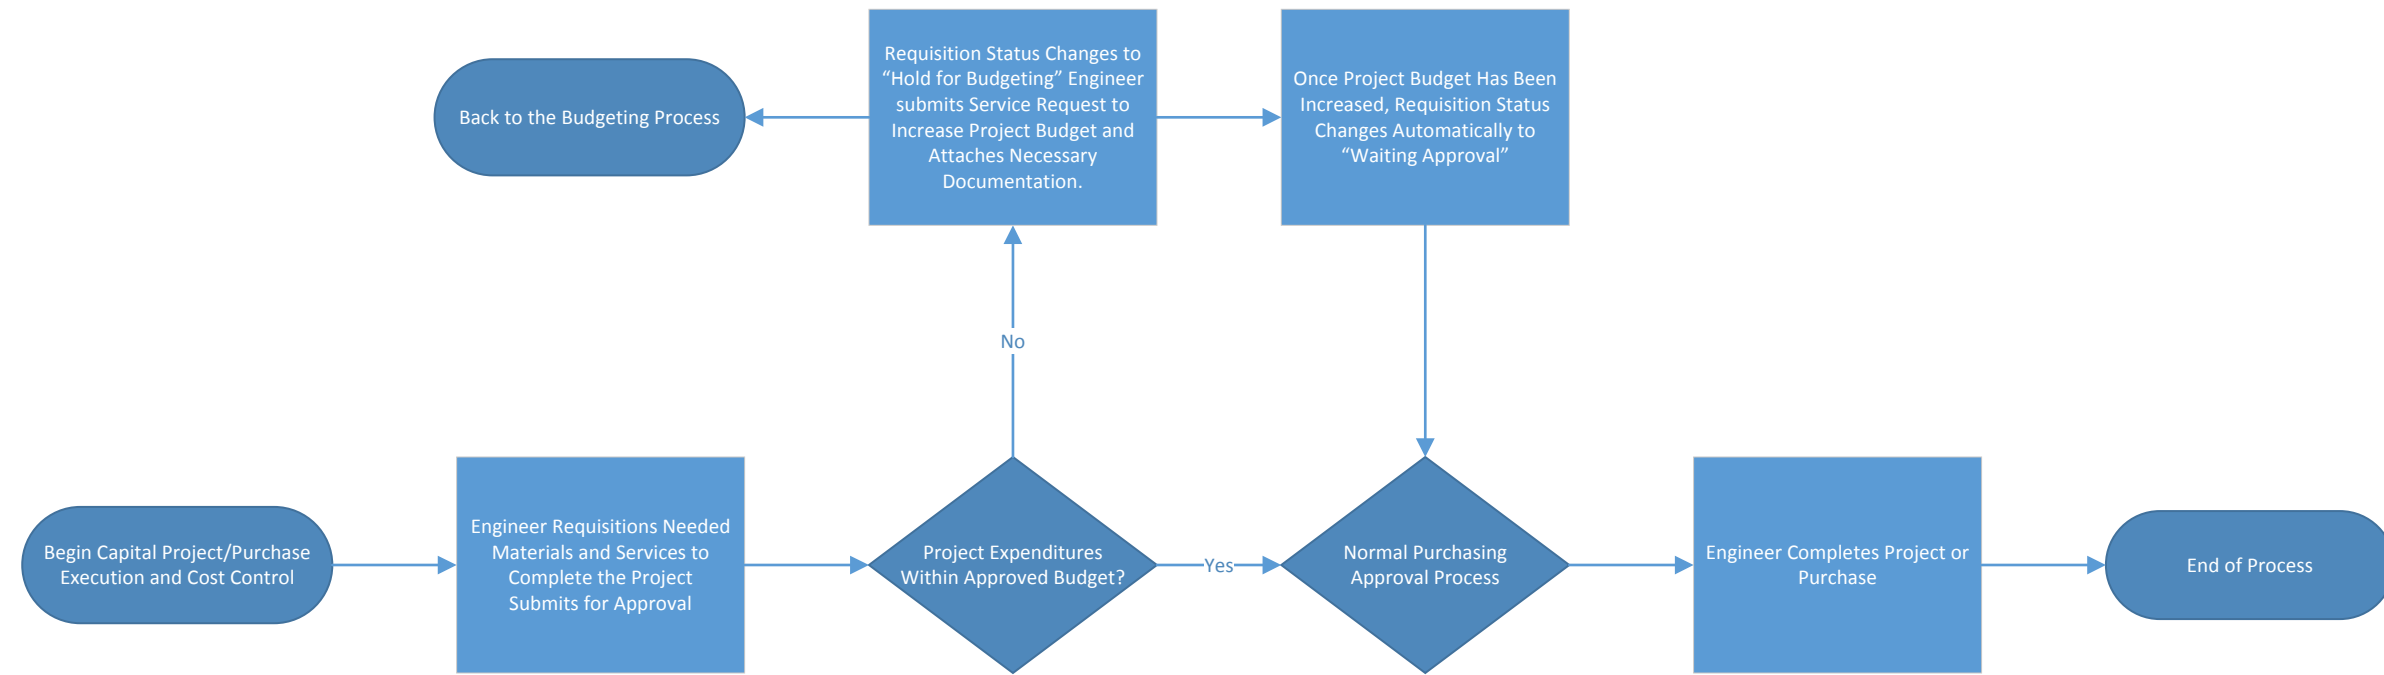 Back to the Budgeting Process
Requisition Status Changes to
“Hold for Budgeting” Engineer
submits Service Request to
Increase Project Budget and
Attaches Necessary
Documentation.
Once Project Budget Has Been
Increased, Requisition Status
Changes Automatically to
“Waiting Approval”
No
Begin Capital Project/Purchase
Execution and Cost Control
Engineer Requisitions Needed
Materials and Services to
Complete the Project
Submits for Approval
Project Expenditures
Within Approved Budget?
Yes
Normal Purchasing
Approval Process
Engineer Completes Project or
Purchase
End of Process